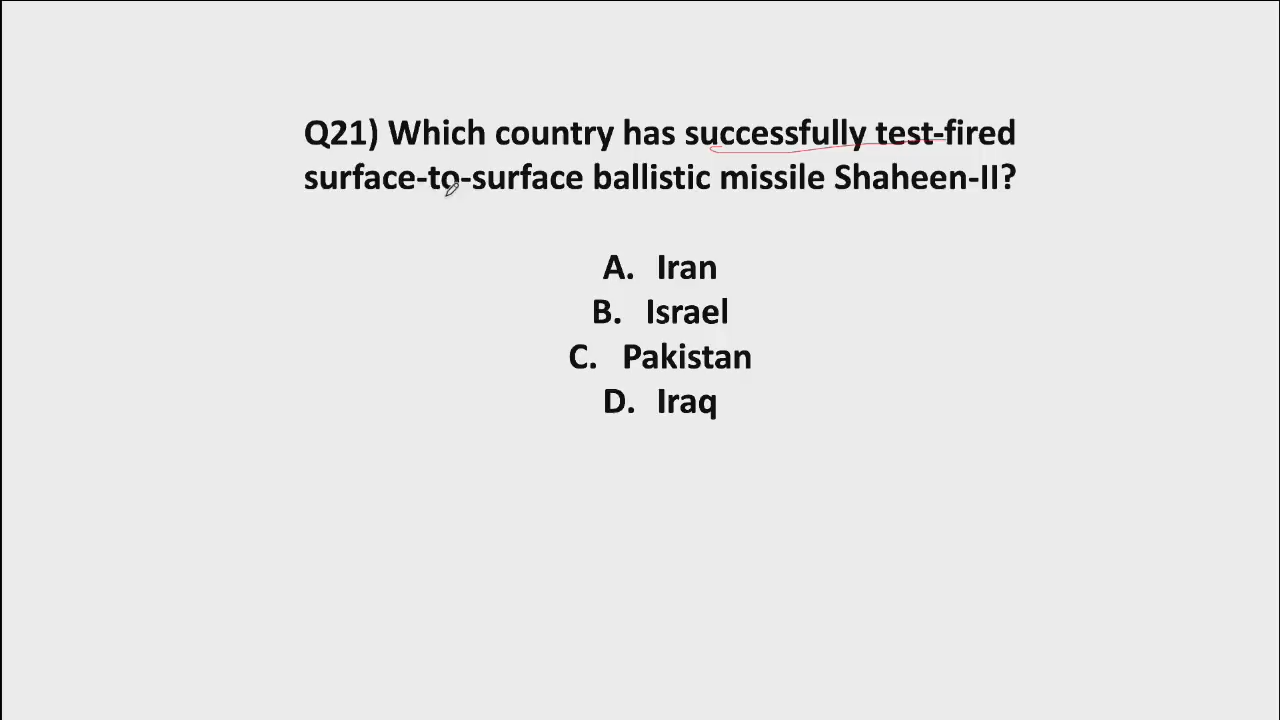 Q21) Which country has successfully test-fired
surface-to-surface ballistic missile Shaheen-II?
A. Iran
B. Israel
C. Pakistan
D. Iraq